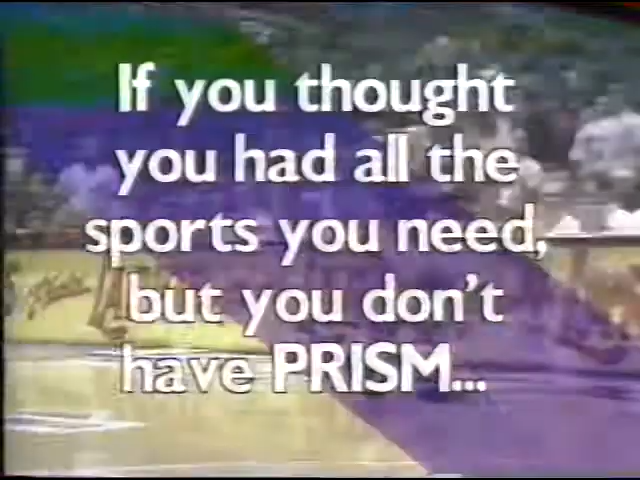 If you thought
you had all the
sports you need,
but you don't
have PRISM...